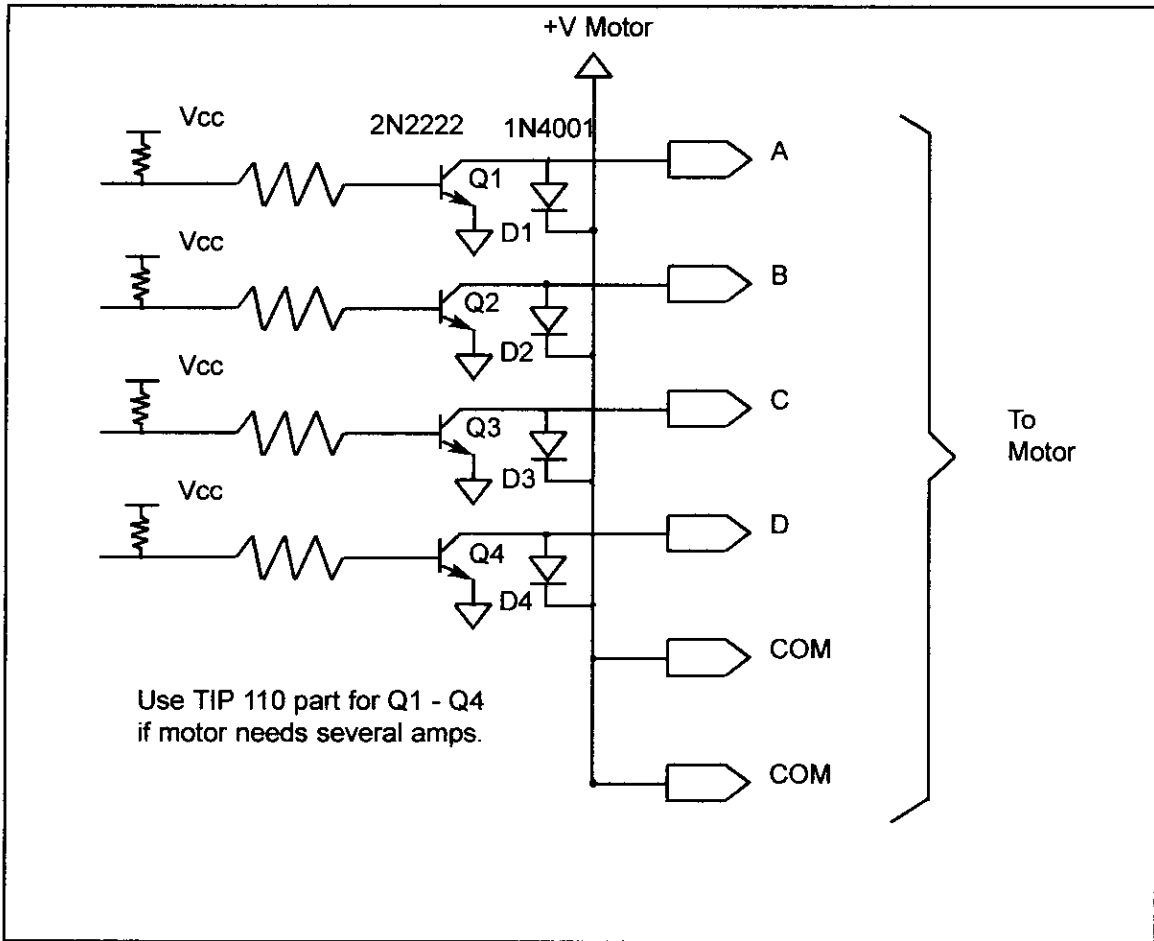 +V Motor
Vcc
2N2222
1N4001
A
Q1
D1
Vcc
B
Q2
D2
Vcc
C
Q3
D3
To
Motor
Vcc
D
Q4
D4
COM
Use TIP 110 part for Q1 - Q4
if motor needs several amps.
COM